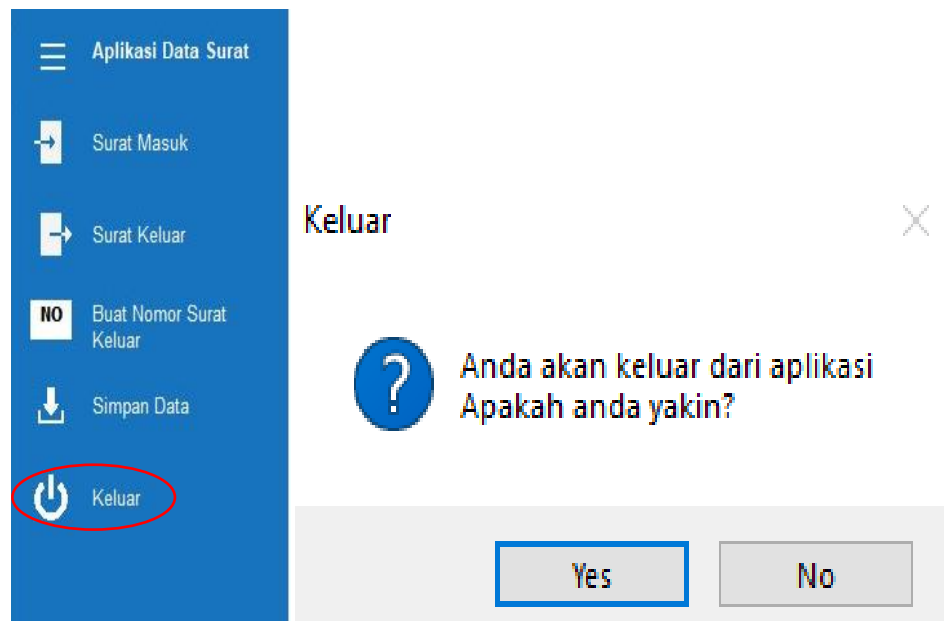 Aplikasi Data Surat
Surat Masuk
Surat Keluar
NO
Buat Nomor Surat
Keluar
Simpan Data
Keluar
Keluar
?
Anda akan keluar dari aplikasi
Apakah anda yakin?
Yes
No